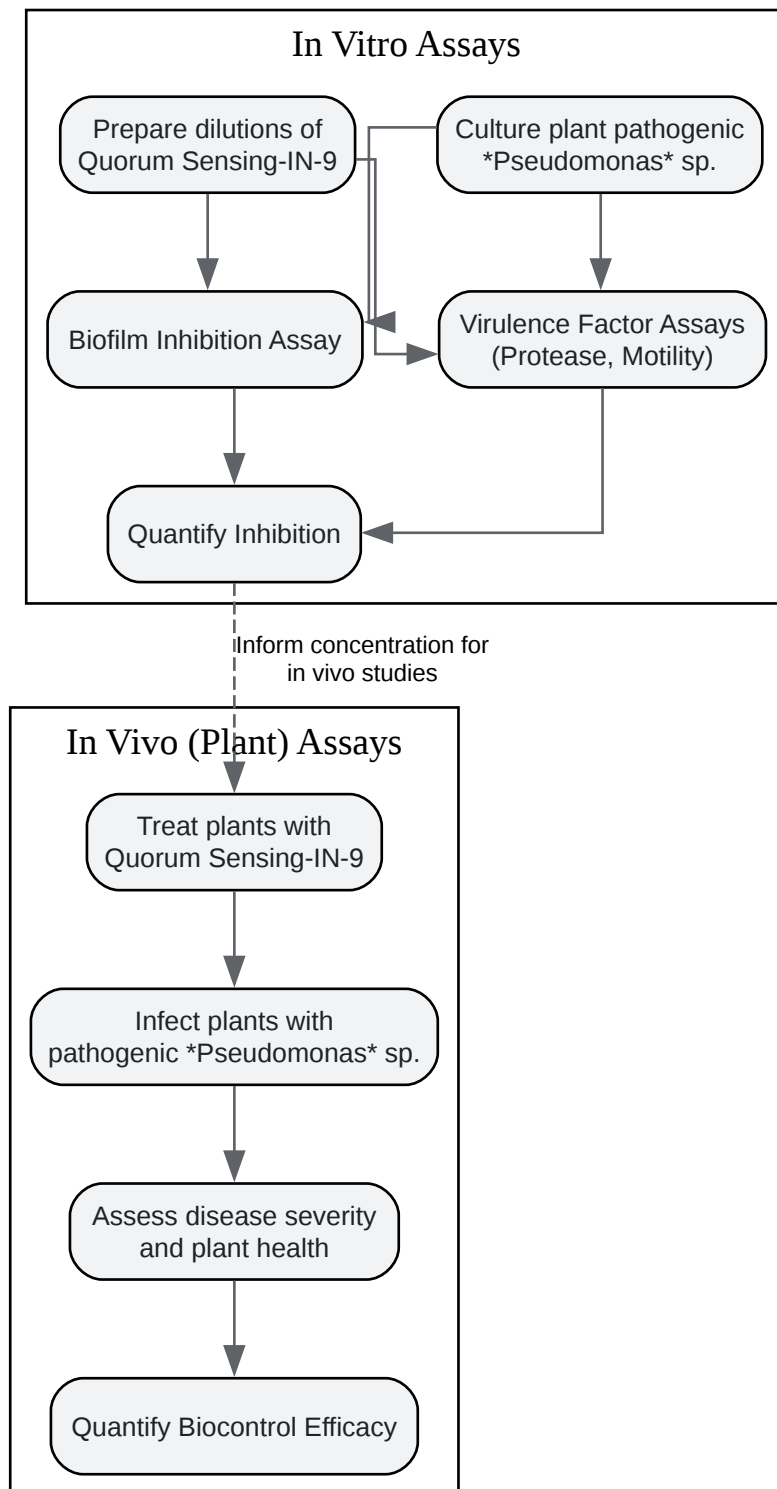 In Vitro Assays
Prepare dilutions of
Quorum Sensing-IN-9
Culture plant pathogenic
*Pseudomonas* sp.
Biofilm Inhibition Assay
Virulence Factor Assays
(Protease, Motility)
Quantify Inhibition
Inform concentration for
in vivo studies
In Vivo (Plant) Assays
Treat plants with
Quorum Sensing-IN-9
Infect plants with
pathogenic *Pseudomonas* sp.
Assess disease severity
and plant health
Quantify Biocontrol Efficacy